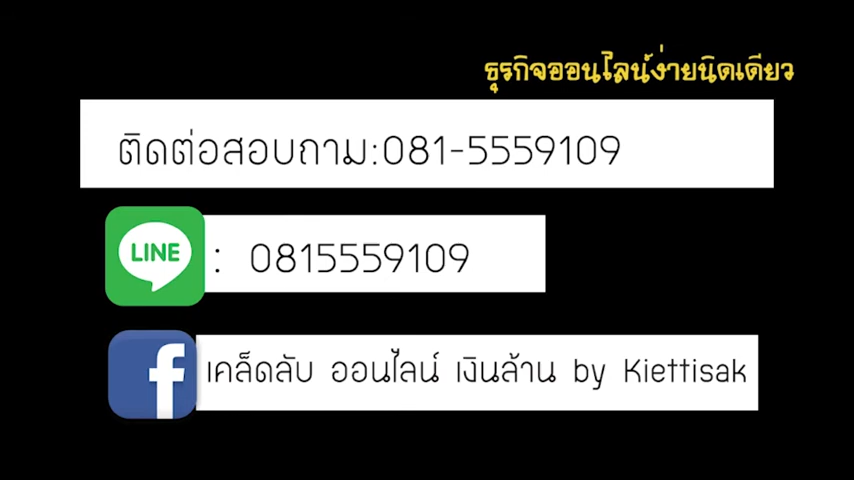 ธุรกิจออนไลน์ง่ายนิดเดียว
ติดต่อสอบถาม:081-5559109
LINE : 0815559109
f เคล็ดลับ ออนไลน์ เงินล้าน by Kiettisak